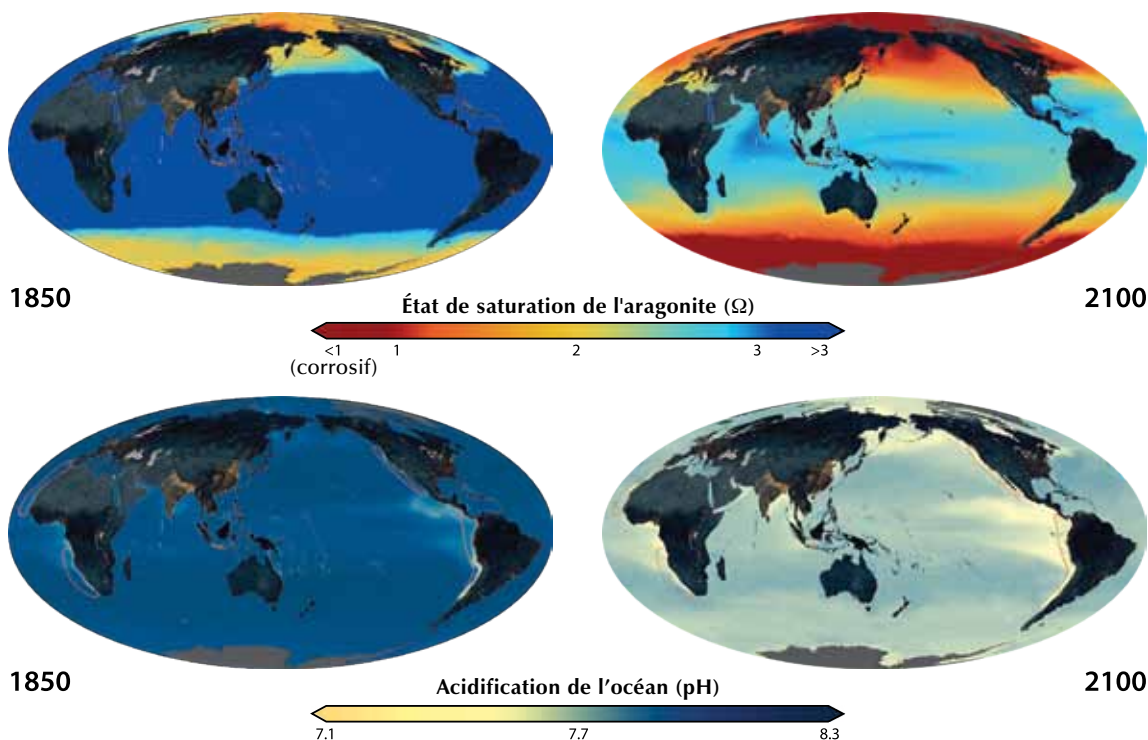 1850
2100
État de saturation de l'aragonite (Ω)
<1 1 2 3 >3
(corrosif)
1850
2100
Acidification de l’océan (pH)
7.1 7.7 8.3